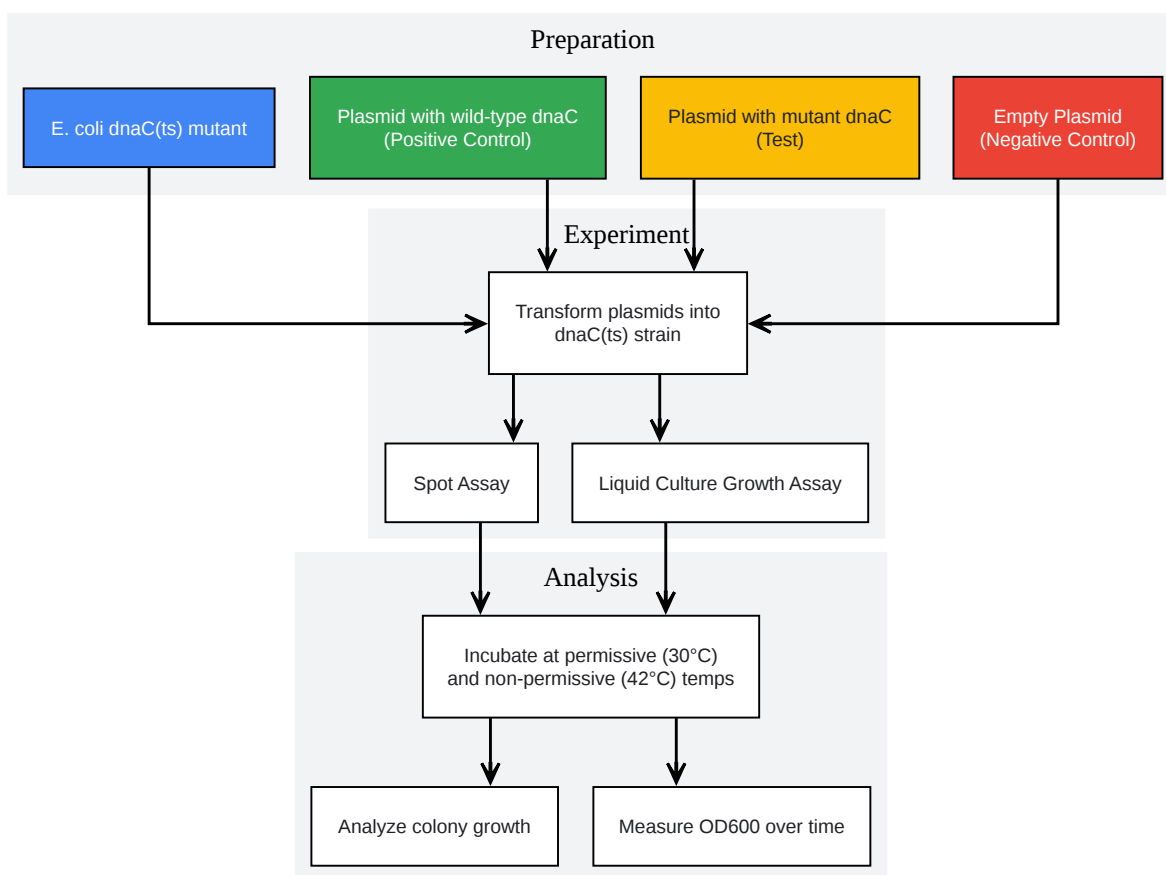 Preparation
E. coli dnaC(ts) mutant
Plasmid with wild-type dnaC
(Positive Control)
Plasmid with mutant dnaC
(Test)
Empty Plasmid
(Negative Control)
Experiment
Transform plasmids into
dnaC(ts) strain
Spot Assay
Liquid Culture Growth Assay
Analysis
Incubate at permissive (30°C)
and non-permissive (42°C) temps
Analyze colony growth
Measure OD600 over time